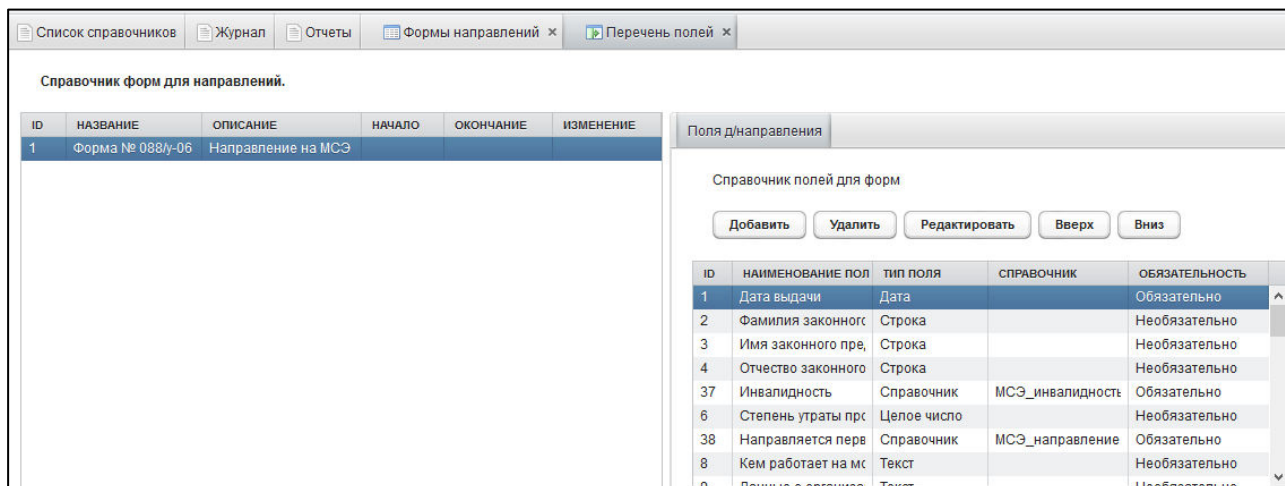 Список справочников Журнал Отчеты Формы направлений × Перечень полей ×
Справочник форм для направлений.
ID НАЗВАНИЕ ОПИСАНИЕ НАЧАЛО ОКОНЧАНИЕ ИЗМЕНЕНИЕ
1 Форма № 088/у-06 Направление на МСЭ
Поля д/направления
Справочник полей для форм
Добавить Удалить Редактировать Вверх Вниз
ID НАИМЕНОВАНИЕ ПОЛ ТИП ПОЛЯ СПРАВОЧНИК ОБЯЗАТЕЛЬНОСТЬ
1 Дата выдачи Дата Обязательно
2 Фамилия законног Строка Необязательно
3 Имя законного пре, Строка Необязательно
4 Отчество законного Строка Необязательно
37 Инвалидность Справочник МСЭ_инвалидность Обязательно
6 Степень утраты про Целое число Необязательно
38 Направляется перв Справочник МСЭ_направление Обязательно
8 Кем работает на мо Текст Необязательно